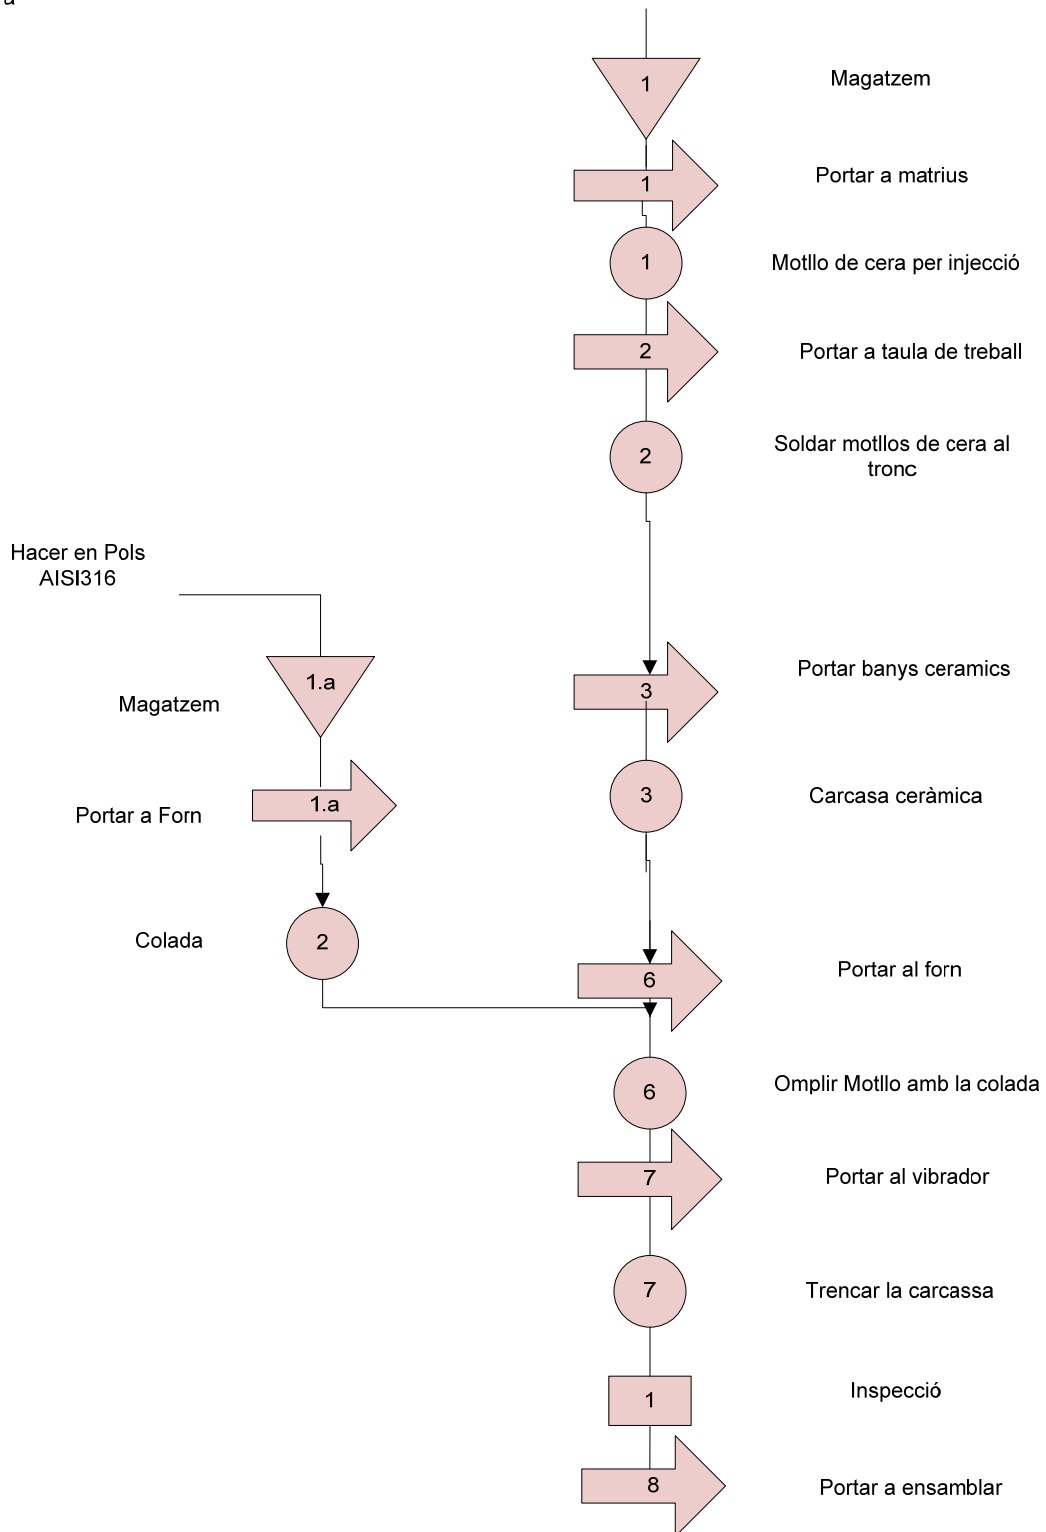 a
1
Magatzem
1
Portar a matrius
1
Motllo de cera per injecció
2
Portar a taula de treball
2
Soldar motllos de cera al
tronc
Hacer en Pols
AISI316
1.a
Magatzem
3
Portar banys ceramics
1.a
Portar a Forn
3
Carcasa ceràmica
2
Colada
6
Portar al forn
6
Omplir Motllo amb la colada
7
Portar al vibrador
7
Trencar la carcassa
1
Inspecció
8
Portar a ensamblar